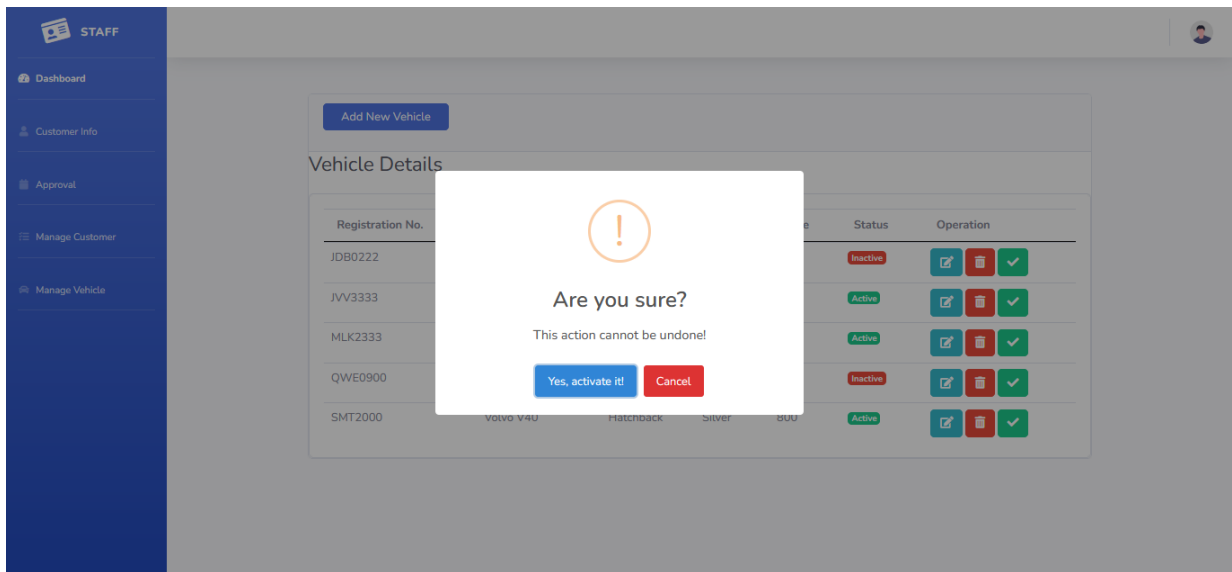 STAFF
Dashboard
Customer Info
Approval
Manage Customer
Manage Vehicle
Add New Vehicle
Vehicle Details
Registration No. Status Operation
JDB0222 Inactive
JVV3333 Active
MLK2333 Active
QWE0900 Inactive
SMT2000 Volvo V40 Hatchback Silver 800 Active
!
Are you sure?
This action cannot be undone!
Yes, activate it! Cancel